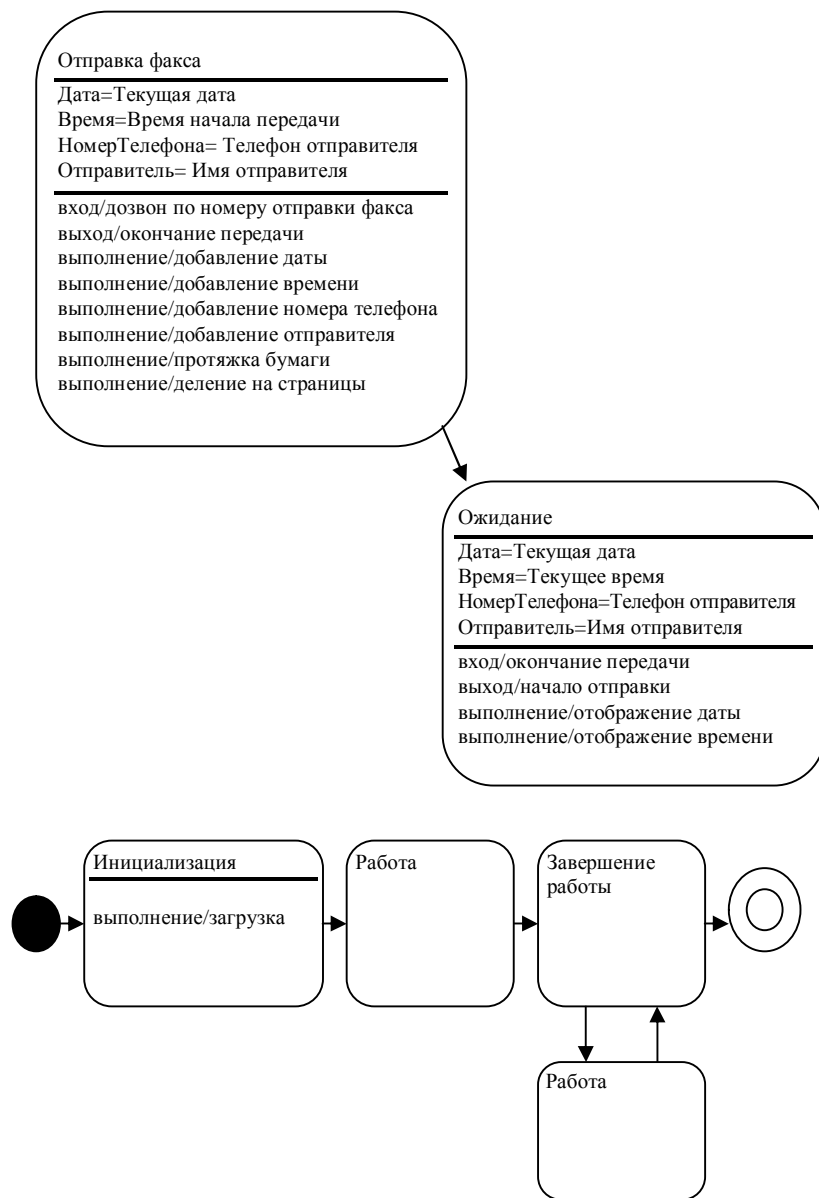 Отправка факса
Дата=Текущая дата
Время=Время начала передачи
НомерТелефона= Телефон отправителя
Отправитель= Имя отправителя
вход/дозвон по номеру отправки факса
выход/окончание передачи
выполнение/добавление даты
выполнение/добавление времени
выполнение/добавление номера телефона
выполнение/добавление отправителя
выполнение/протяжка бумаги
выполнение/деление на страницы
Ожидание
Дата=Текущая дата
Время=Текущее время
НомерТелефона=Телефон отправителя
Отправитель=Имя отправителя
вход/окончание передачи
выход/начало отправки
выполнение/отображение даты
выполнение/отображение времени
Инициализация
выполнение/загрузка
Работа
Завершение
работы
Работа